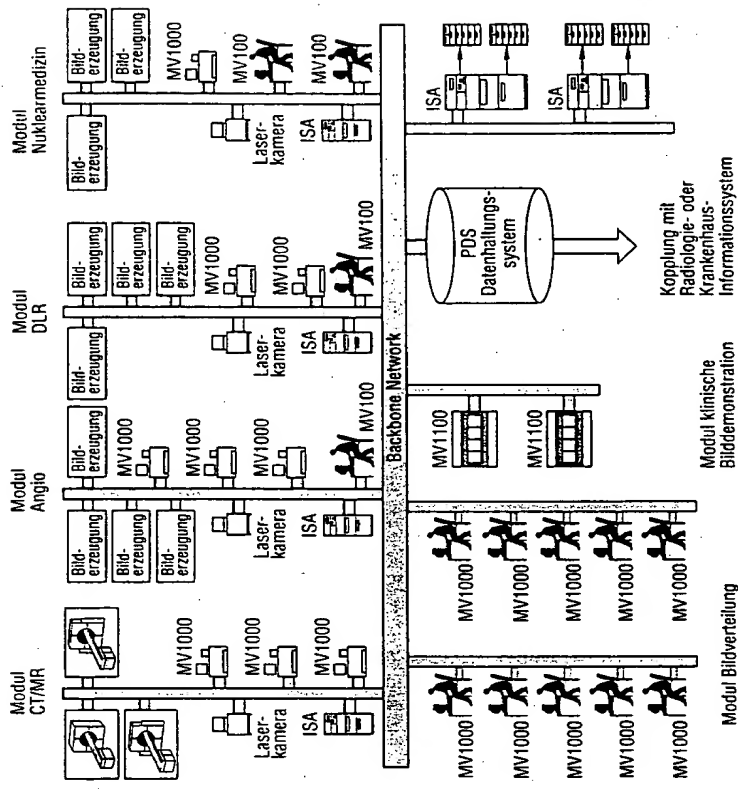 Modul
CT/MR
MV1000
MV1000
Laser-
kamera
MV1000
ISA
Modul
Angio
Bild-
erzeugung
Bild-
erzeugung
Bild-
erzeugung
Bild-
erzeugung
MV1000
MV1000
MV1000
Laser-
kamera
ISA
MV100
Modul
DLR
Bild-
erzeugung
Bild-
erzeugung
Bild-
erzeugung
Bild-
erzeugung
MV1000
MV1000
Laser-
kamera
ISA
MV100
Modul
Nuklearmedizin
Bild-
erzeugung
Bild-
erzeugung
Bild-
erzeugung
MV1000
MV100
Laser-
kamera
MV100
ISA
Backbone Network
MV1000
MV1000
MV1000
MV1000
MV1000
MV1000
MV1000
MV1000
MV1000
MV1000
Modul Bildverteilung
MV1100
MV1100
Modul klinische
Bilddemonstration
PDS
Datenhaltungs-
system
Kopplung mit
Radiologie- oder
Krankenhaus-
Informationssystem
ISA
ISA